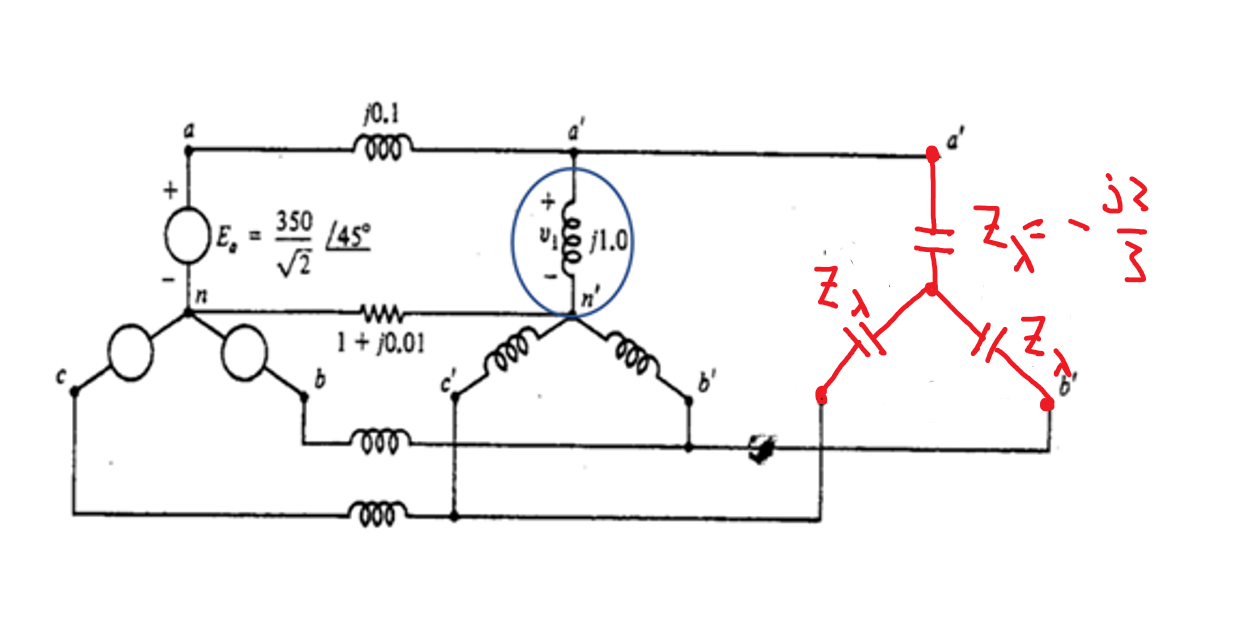 j0.1
a
a'
a'
+
E_a = 350/√2 ∠45°
−
+
v₁
−
j1.0
Z_λ = - j2/3
n
n'
1 + j0.01
Z_λ
Z_λ
c
b
c'
b'
b'